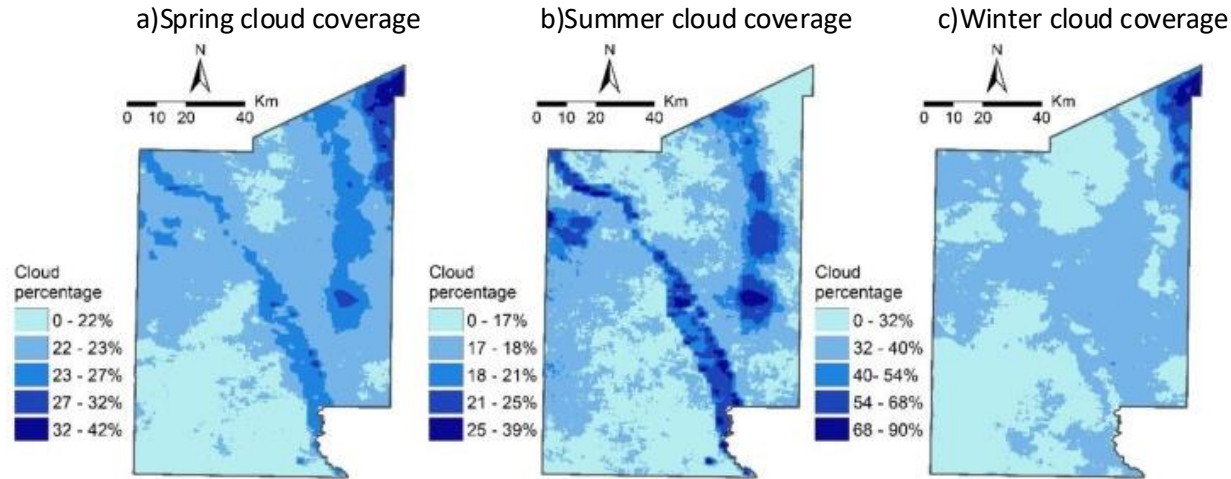 a)Spring cloud coverage
b)Summer cloud coverage
c)Winter cloud coverage
N
Km
0 10 20 40
N
Km
0 10 20 40
N
Km
0 10 20 40
Cloud
percentage
0 - 22%
22 - 23%
23 - 27%
27 - 32%
32 - 42%
Cloud
percentage
0 - 17%
17 - 18%
18 - 21%
21 - 25%
25 - 39%
Cloud
percentage
0 - 32%
32 - 40%
40 - 54%
54 - 68%
68 - 90%